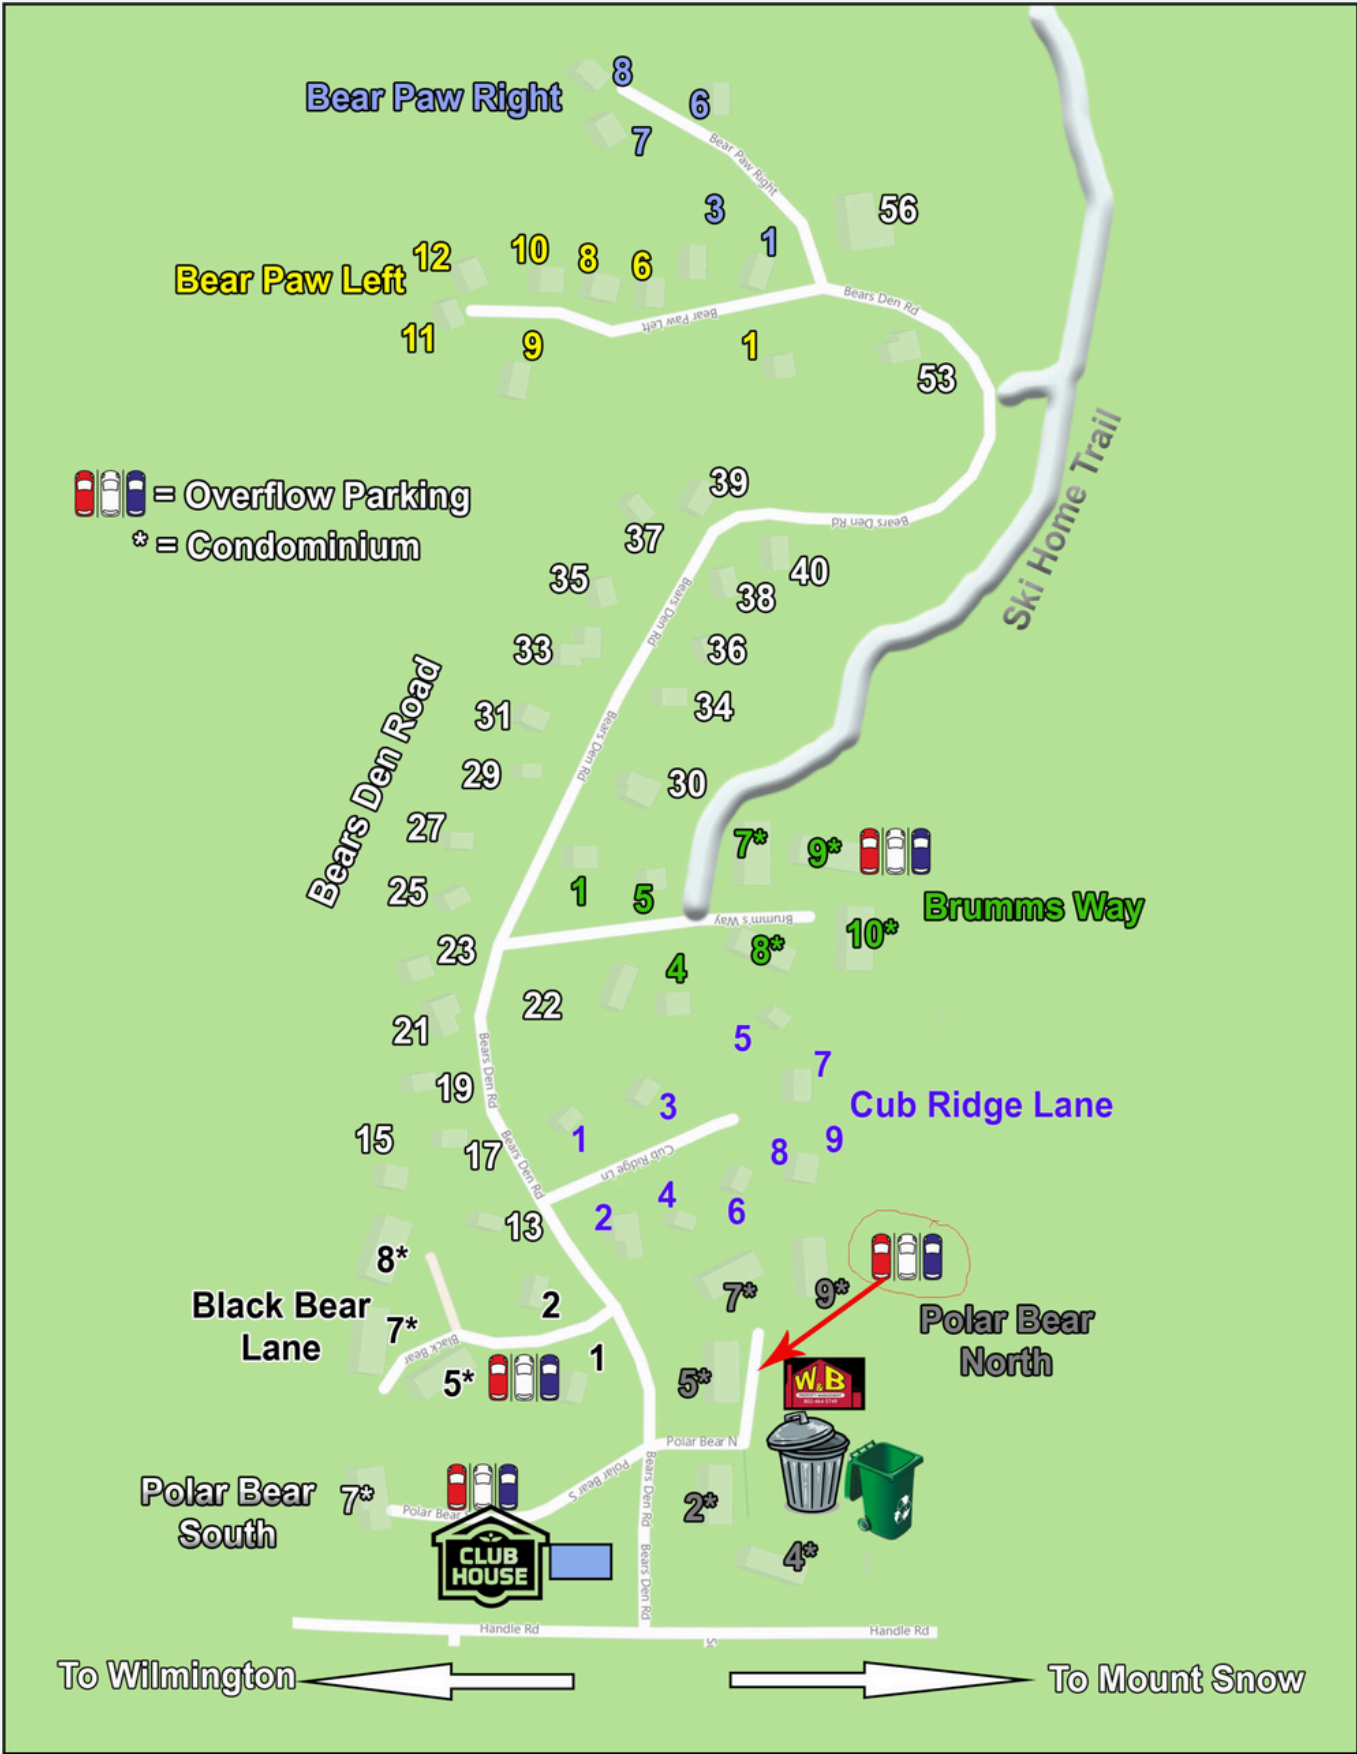 8
Bear Paw Right
6
7
Bear Paw Right
3
56
1
12
10
8
6
Bear Paw Left
Bears Den Rd
Bear Paw Left
11
9
1
53
39
= Overflow Parking
Bears Den Rd
37
* = Condominium
40
35
38
Bears Den Rd
Ski Home Trail
33
36
34
31
Bears Den Rd
29
30
Bears Den Road
27
7*
9*
25
1
5
Brumms Way
Brumm's Way
10*
23
8*
4
22
21
5
7
Bears Den Rd
19
3
Cub Ridge Lane
15
1
9
17
8
Cub Ridge Ln
Bears Den Rd
4
6
2
13
8*
7*
9*
Black Bear
Lane
2
Polar Bear
North
7*
Black Bear
1
5*
5*
W&B
Polar Bear N
Polar Bear S
Polar Bear
South
7*
Polar Bear S
Bears Den Rd
2*
CLUB
HOUSE
4*
Bears Den Rd
Handle Rd
Handle Rd
To Wilmington
To Mount Snow